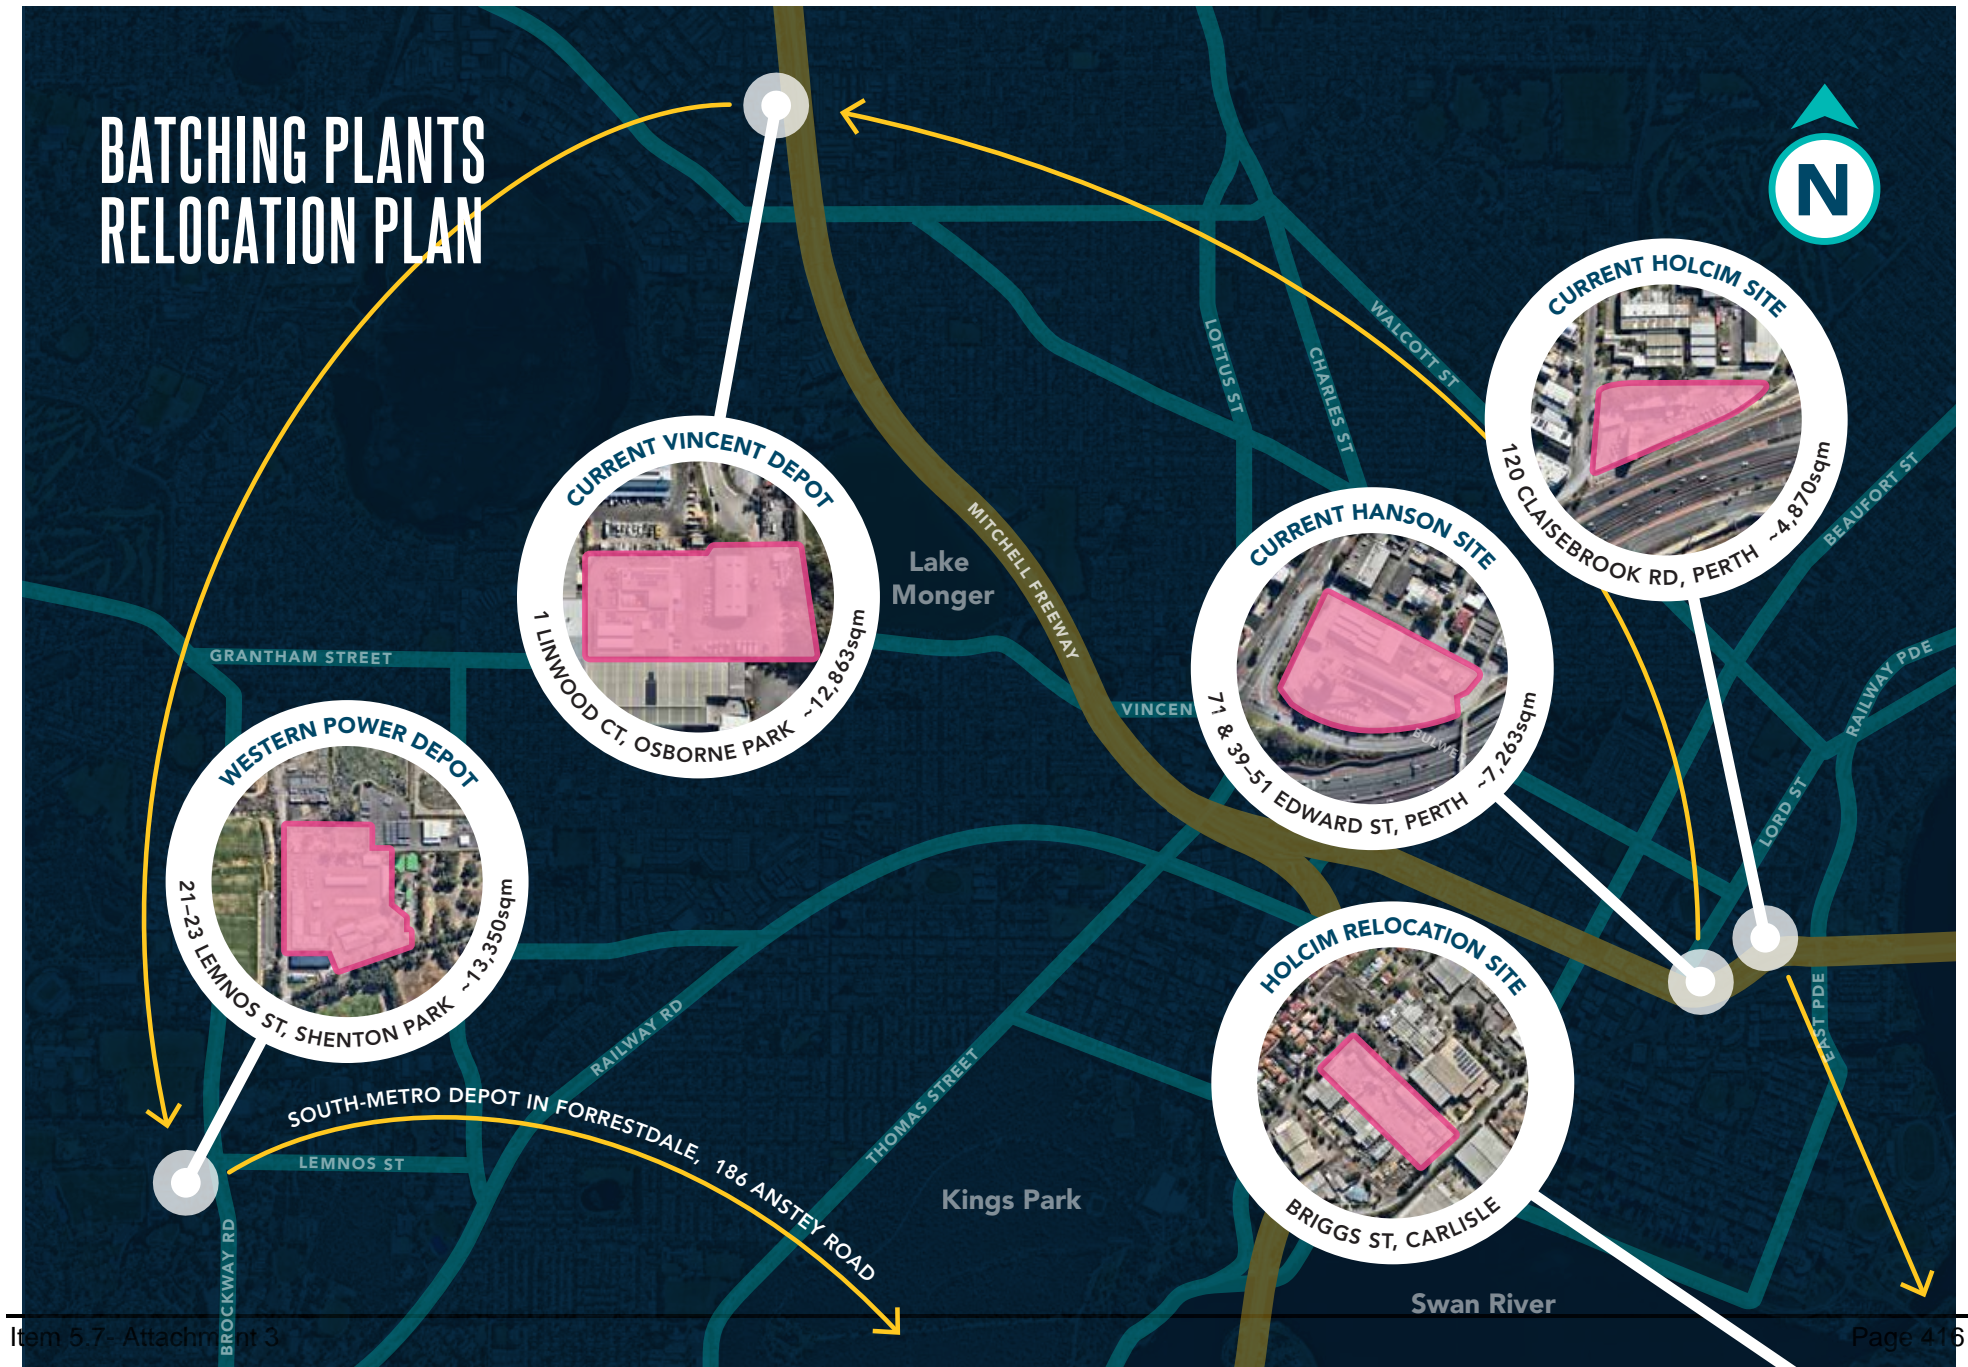 BATCHING PLANTS
RELOCATION PLAN
N
CURRENT HOLCIM SITE
120 CLAISEBROOK RD, PERTH ~4,870sqm
CURRENT VINCENT DEPOT
1 LINWOOD CT, OSBORNE PARK ~12,863sqm
CURRENT HANSON SITE
71 & 39–51 EDWARD ST, PERTH ~7,263sqm
WESTERN POWER DEPOT
21–23 LEMNOS ST, SHENTON PARK ~13,350sqm
HOLCIM RELOCATION SITE
BRIGGS ST, CARLISLE
SOUTH-METRO DEPOT IN FORRESTDALE, 186 ANSTEY ROAD
WALCOTT ST
LOFTUS ST
CHARLES ST
BEAUFORT ST
MITCHELL FREEWAY
Lake
Monger
GRANTHAM STREET
VINCEN
BULWE
RAILWAY PDE
LORD ST
EAST PDE
RAILWAY RD
THOMAS STREET
LEMNOS ST
BROCKWAY RD
Kings Park
Swan River
Item 5.7- Attachment 3
Page 416